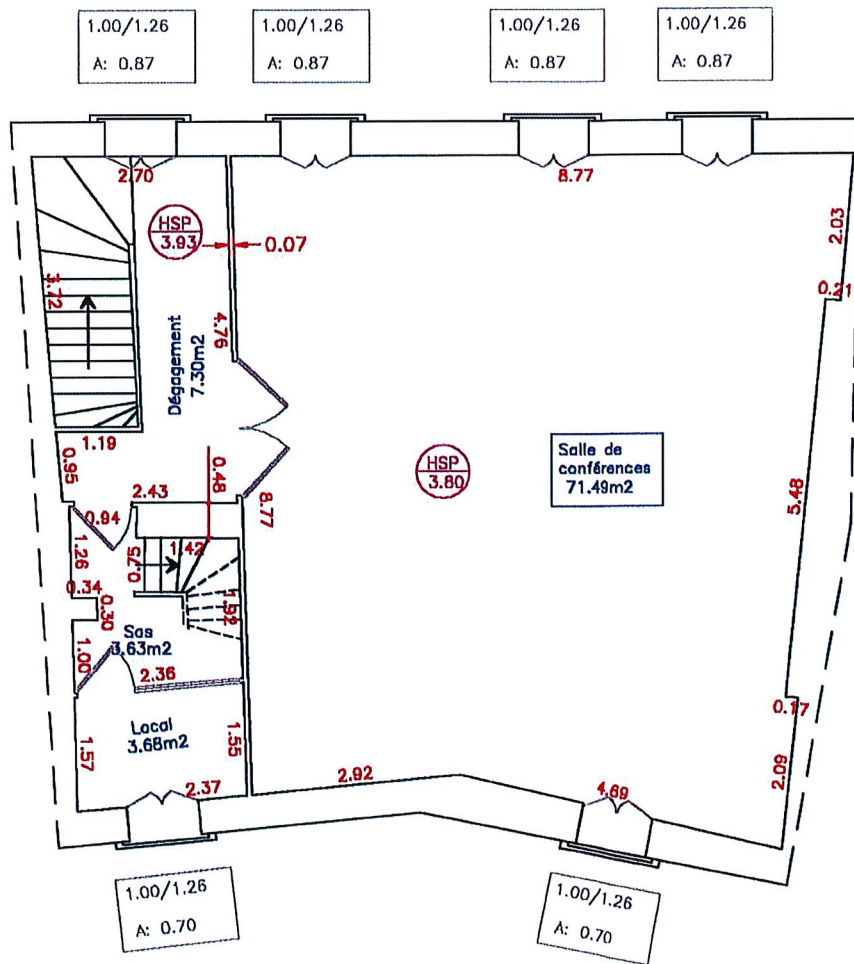 1.00/1.26
A: 0.87
1.00/1.26
A: 0.87
1.00/1.26
A: 0.87
1.00/1.26
A: 0.87
2.70
8.77
HSP
3.93
0.07
2.03
0.21
3.72
4.76
Dégagement
7.30m2
1.19
0.95
2.43
0.48
8.77
HSP
3.80
Salle de
conférences
71.49m2
5.48
0.94
1.26
0.75
1.42
0.34
0.30
1.92
Sas
3.63m2
1.00
2.36
0.17
Local
3.68m2
1.57
1.55
2.37
2.92
4.69
2.09
1.00/1.26
A: 0.70
1.00/1.26
A: 0.70